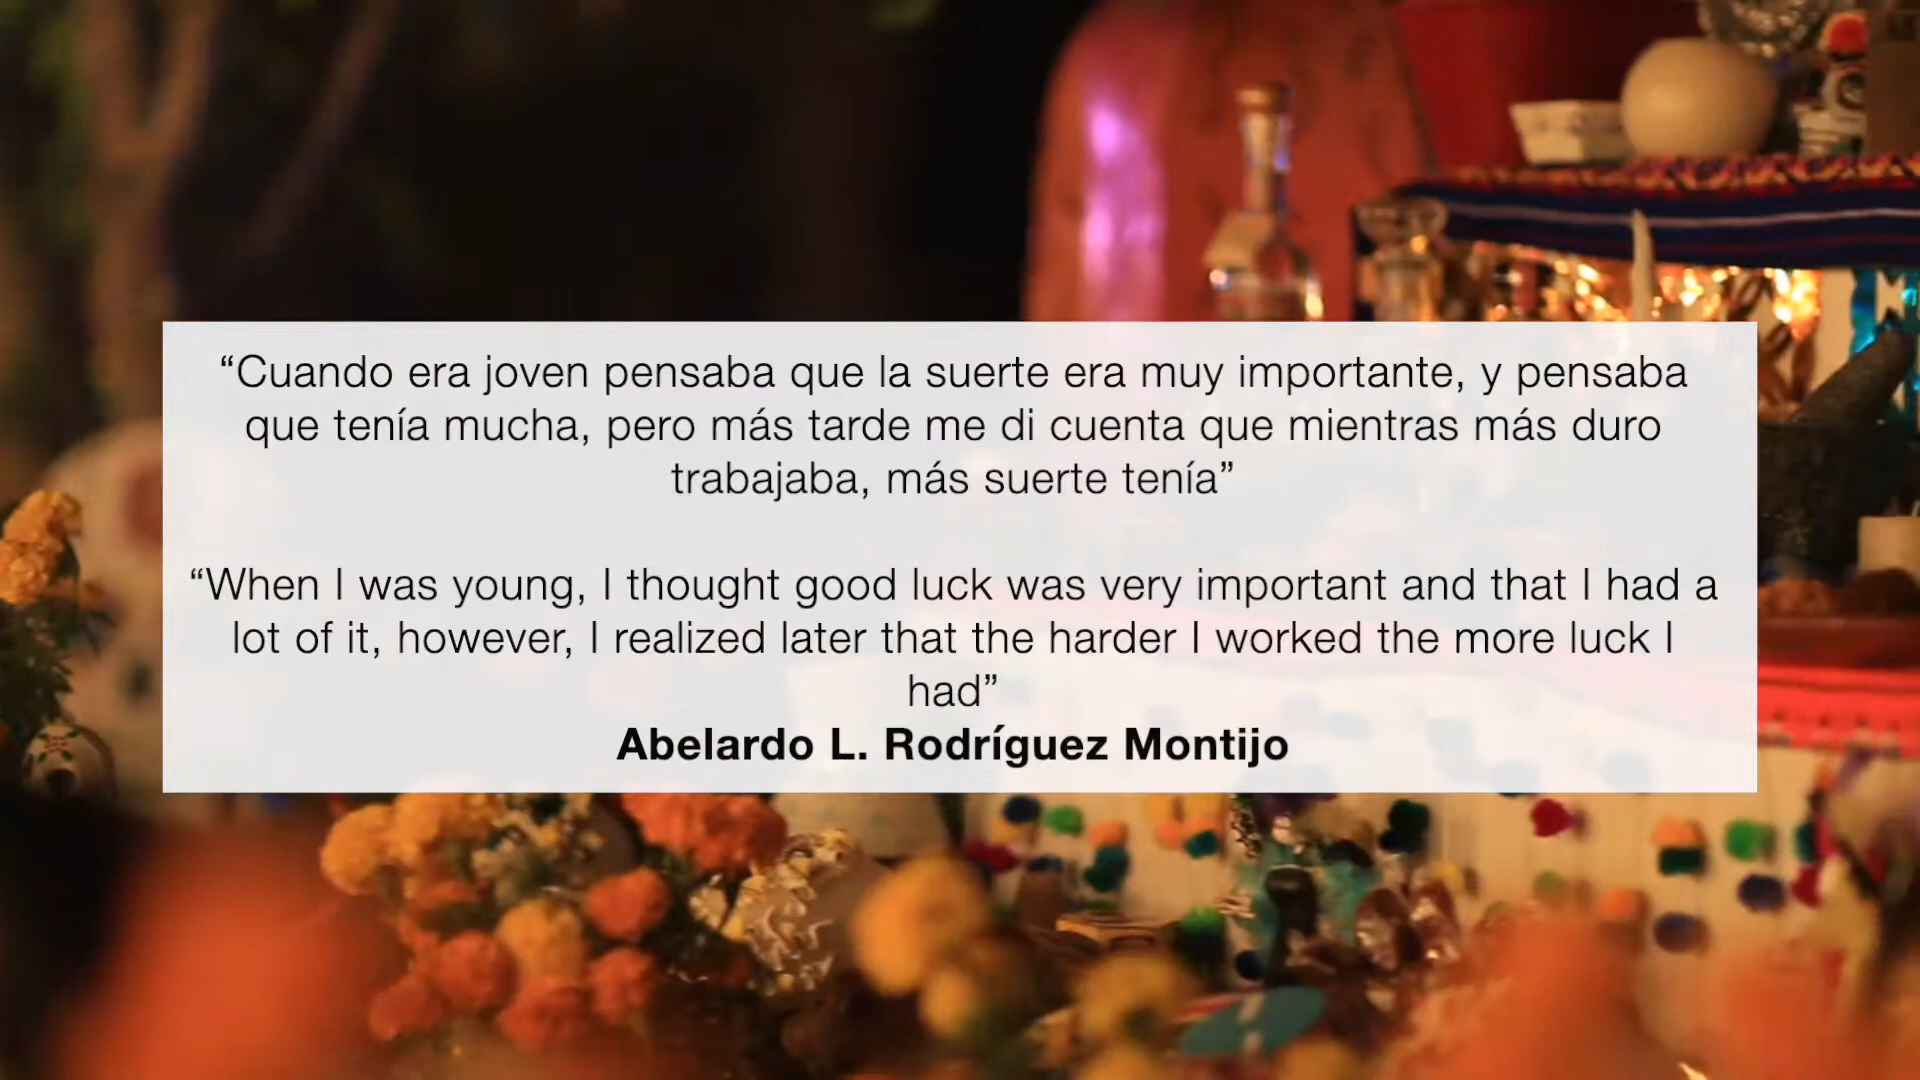 “Cuando era joven pensaba que la suerte era muy importante, y pensaba
que tenía mucha, pero más tarde me di cuenta que mientras más duro
trabajaba, más suerte tenía”
“When I was young, I thought good luck was very important and that I had a
lot of it, however, I realized later that the harder I worked the more luck I
had”
Abelardo L. Rodríguez Montijo